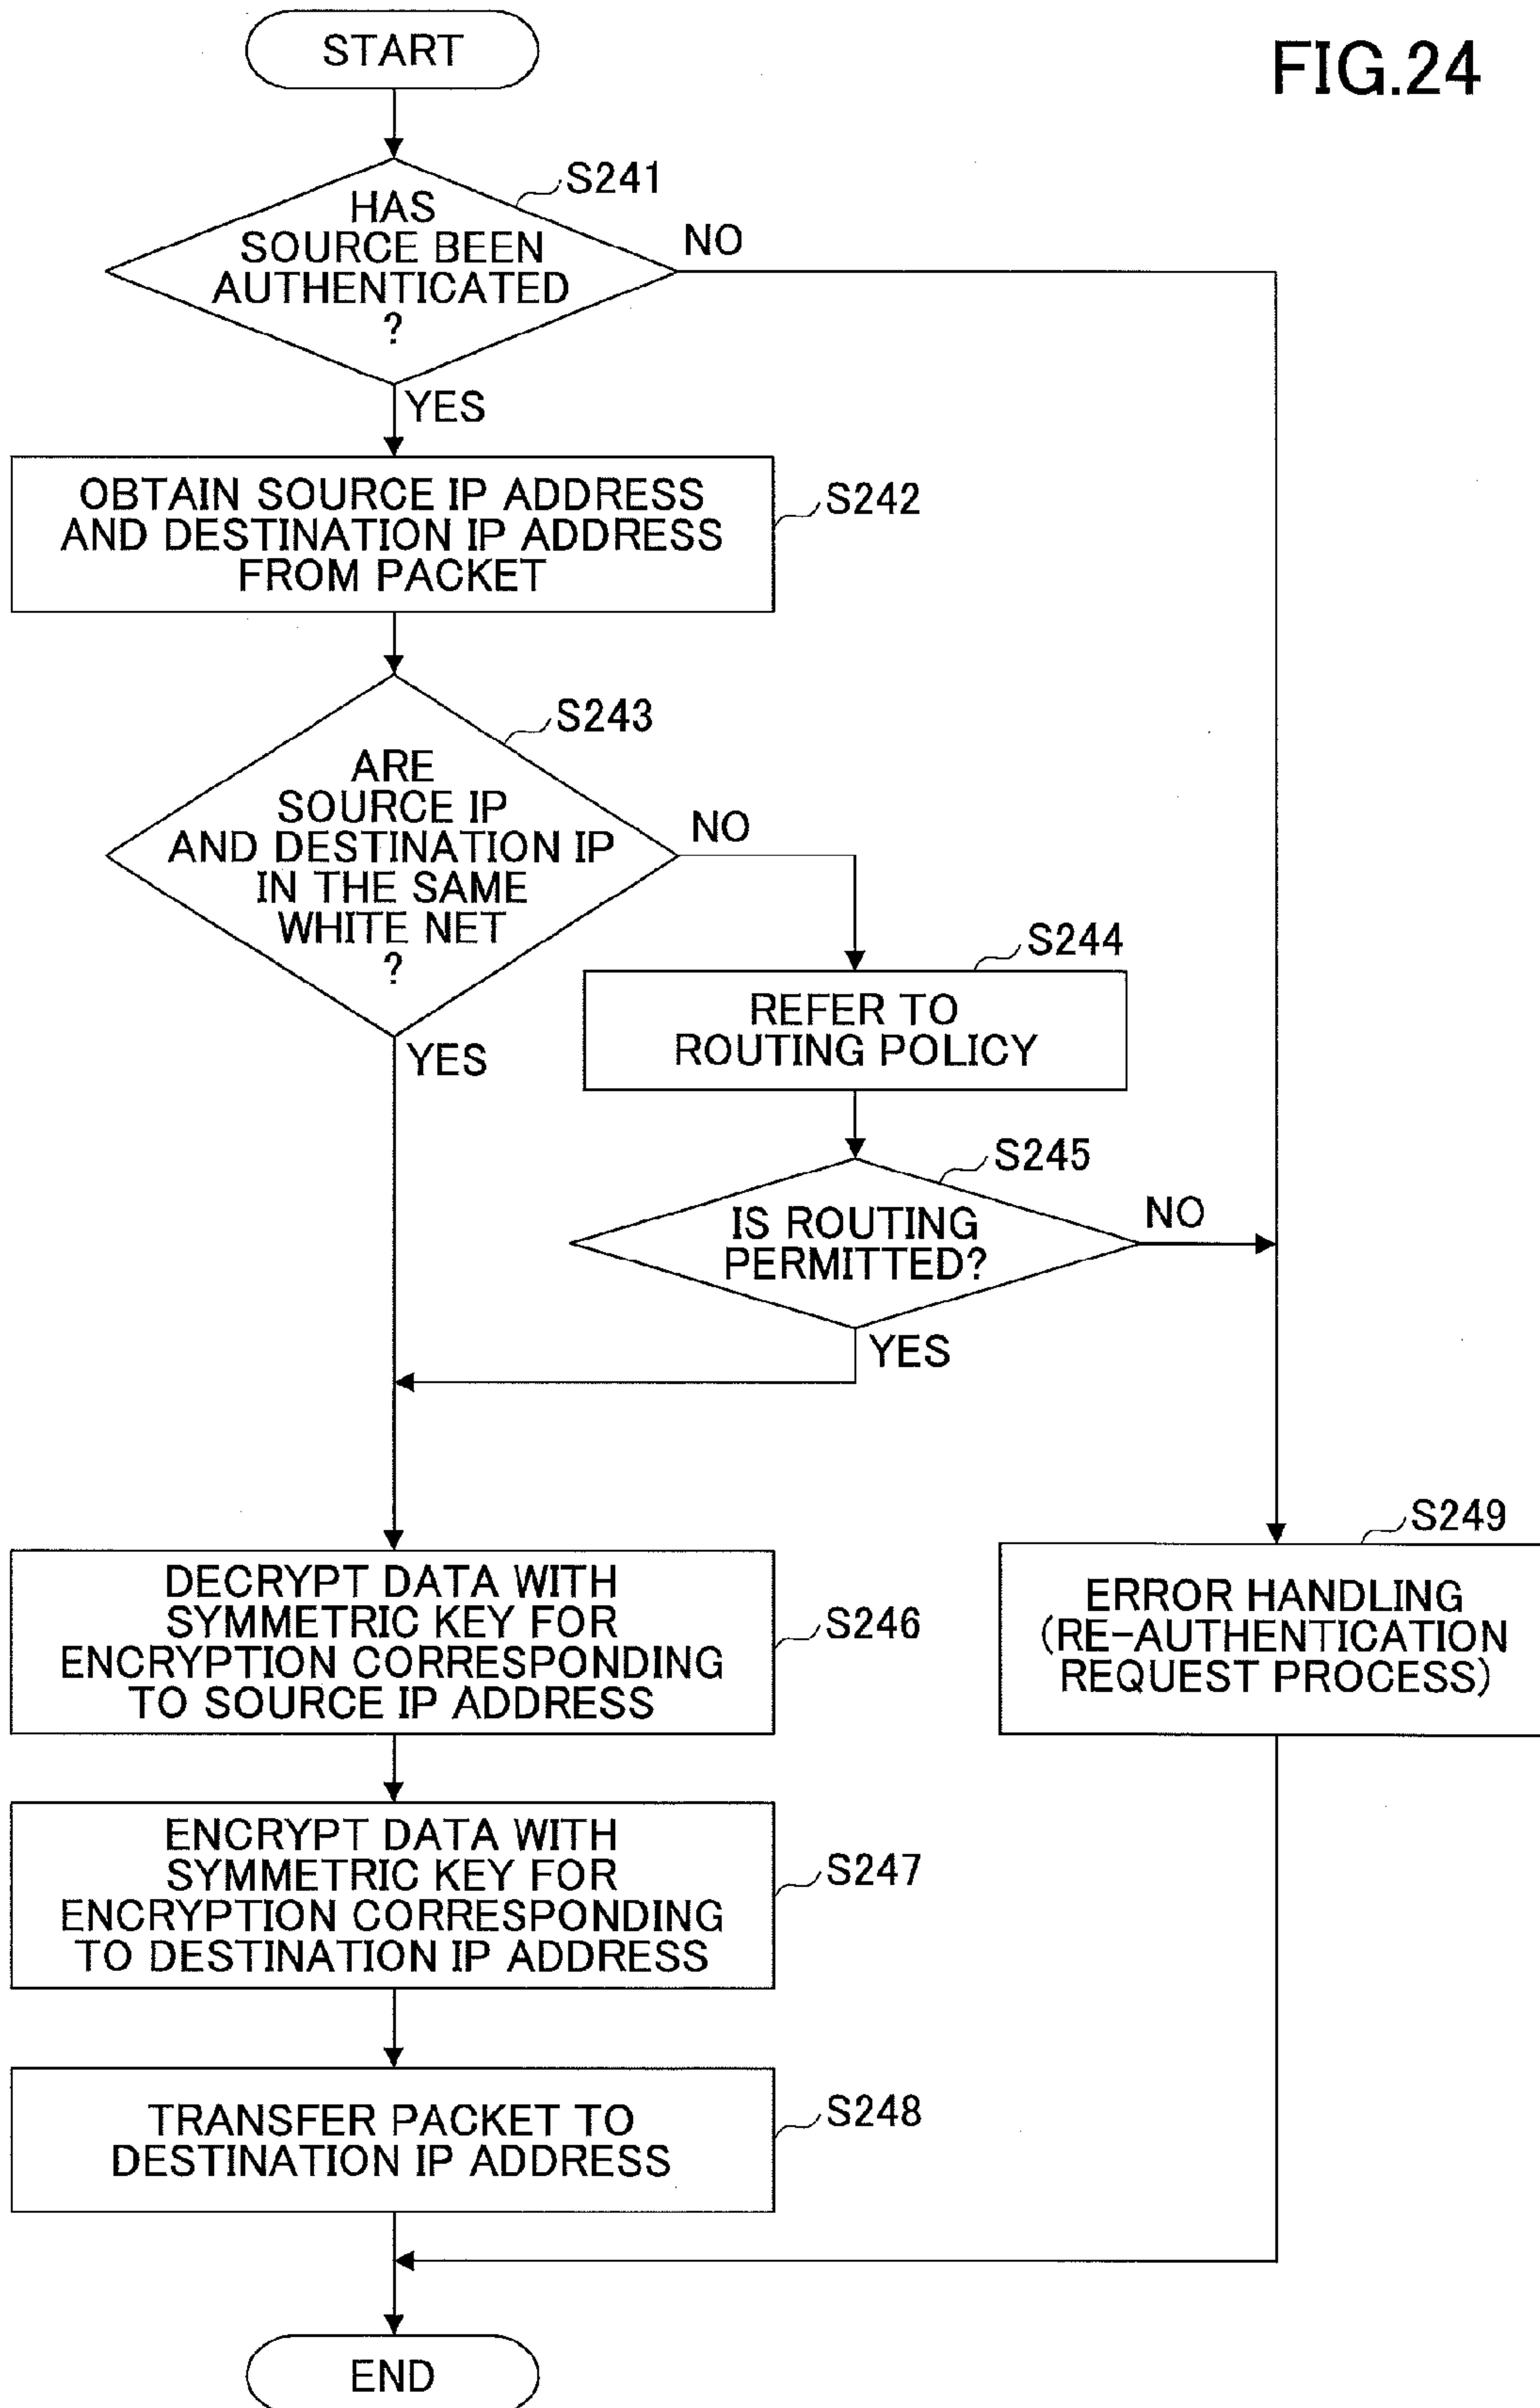 START
FIG.24
S241
HAS
SOURCE BEEN
AUTHENTICATED
?
NO
YES
OBTAIN SOURCE IP ADDRESS
AND DESTINATION IP ADDRESS
FROM PACKET
S242
S243
ARE
SOURCE IP
AND DESTINATION IP
IN THE SAME
WHITE NET
?
NO
YES
S244
REFER TO
ROUTING POLICY
S245
IS ROUTING
PERMITTED?
NO
YES
DECRYPT DATA WITH
SYMMETRIC KEY FOR
ENCRYPTION CORRESPONDING
TO SOURCE IP ADDRESS
S246
S249
ERROR HANDLING
(RE-AUTHENTICATION
REQUEST PROCESS)
ENCRYPT DATA WITH
SYMMETRIC KEY FOR
ENCRYPTION CORRESPONDING
TO DESTINATION IP ADDRESS
S247
TRANSFER PACKET TO
DESTINATION IP ADDRESS
S248
END